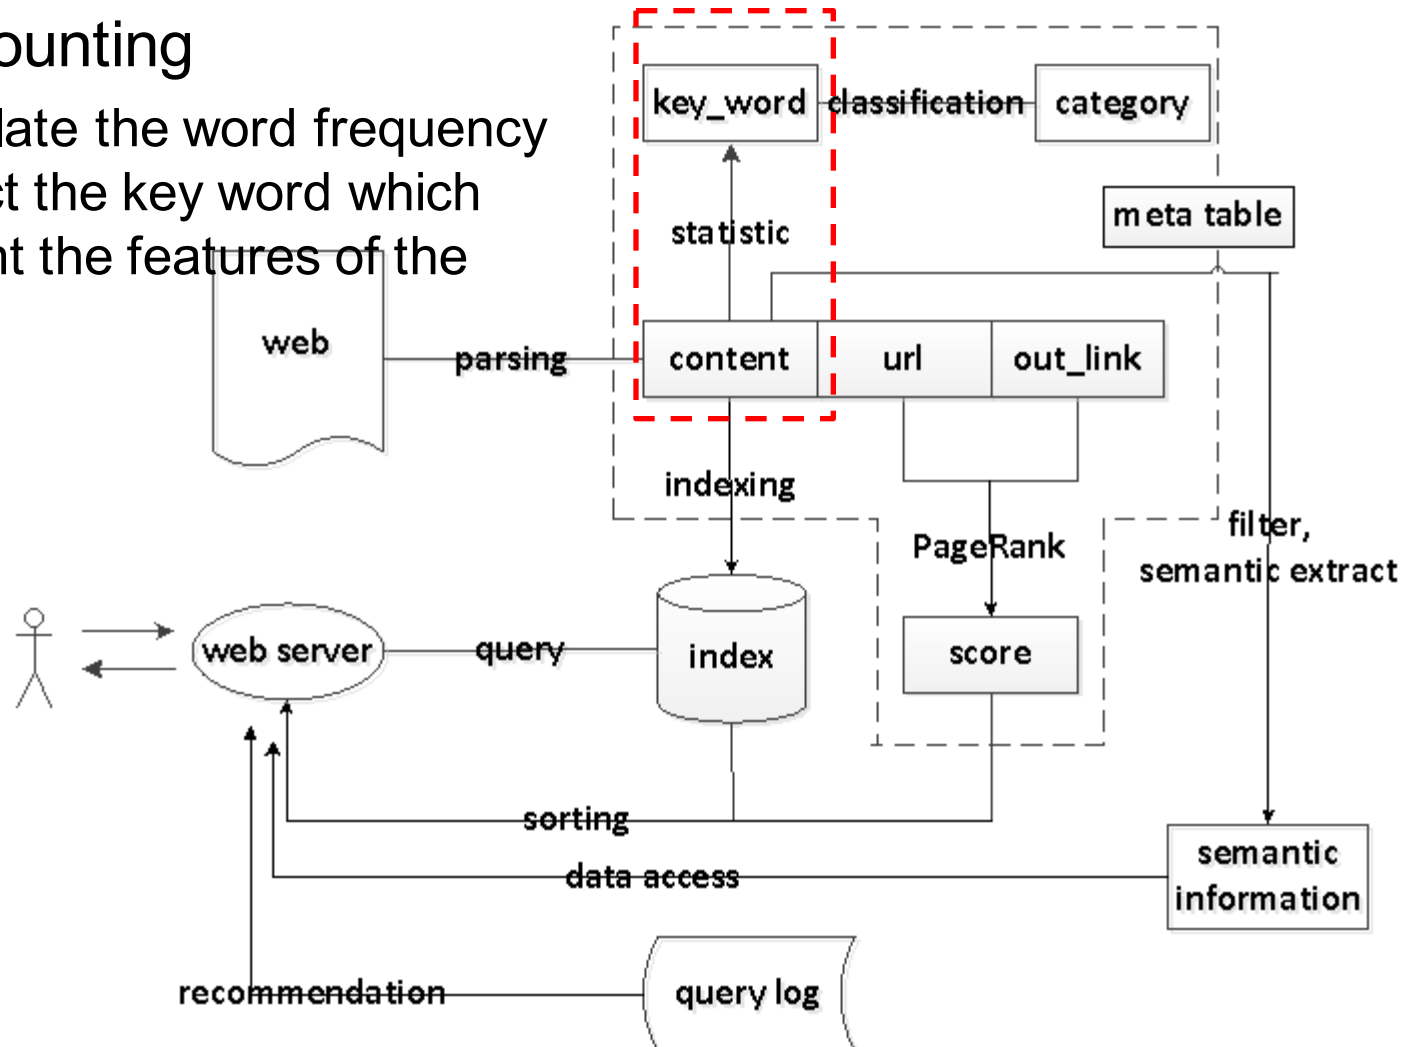 ounting
late the word frequency
ct the key word which
nt the features of the
key_word
classification
category
meta table
statistic
web
parsing
content
url
out_link
indexing
PageRank
filter,
semantic extract
web server
query
index
score
sorting
data access
semantic
information
recommendation
query log